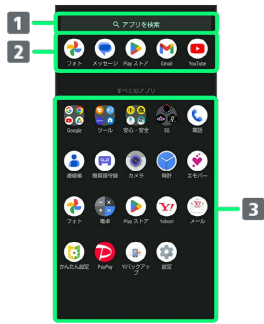 1
アプリを検索
2
フォト メッセージ Play ストア Gmail YouTube
すべてのアプリ
Google ツール 安心・安全 5G 電話
連絡帳 簡易留守録 カメラ 時計 エモパー
3
フォト 電卓 Play ストア Yahoo! メール
かんたん設定 PayPay Y!バックアップ 設定